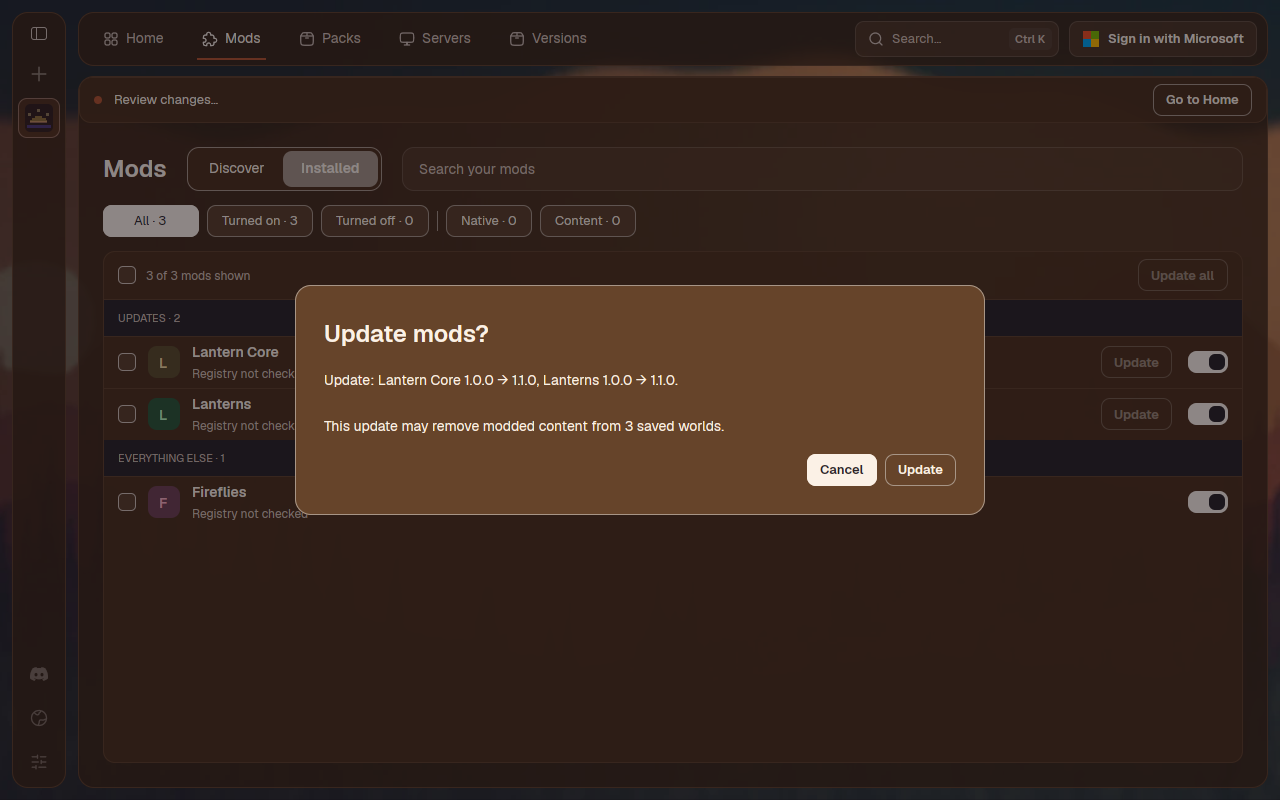 Home
Mods
Packs
Servers
Versions
Search...
Ctrl K
Sign in with Microsoft
Review changes...
Go to Home
Mods
Discover
Installed
Search your mods
All · 3
Turned on · 3
Turned off · 0
Native · 0
Content · 0
3 of 3 mods shown
Update all
UPDATES · 2
L
Lantern Core
Registry not check
Update
L
Lanterns
Registry not check
Update
EVERYTHING ELSE · 1
F
Fireflies
Registry not checked
Update mods?
Update: Lantern Core 1.0.0 → 1.1.0, Lanterns 1.0.0 → 1.1.0.
This update may remove modded content from 3 saved worlds.
Cancel
Update